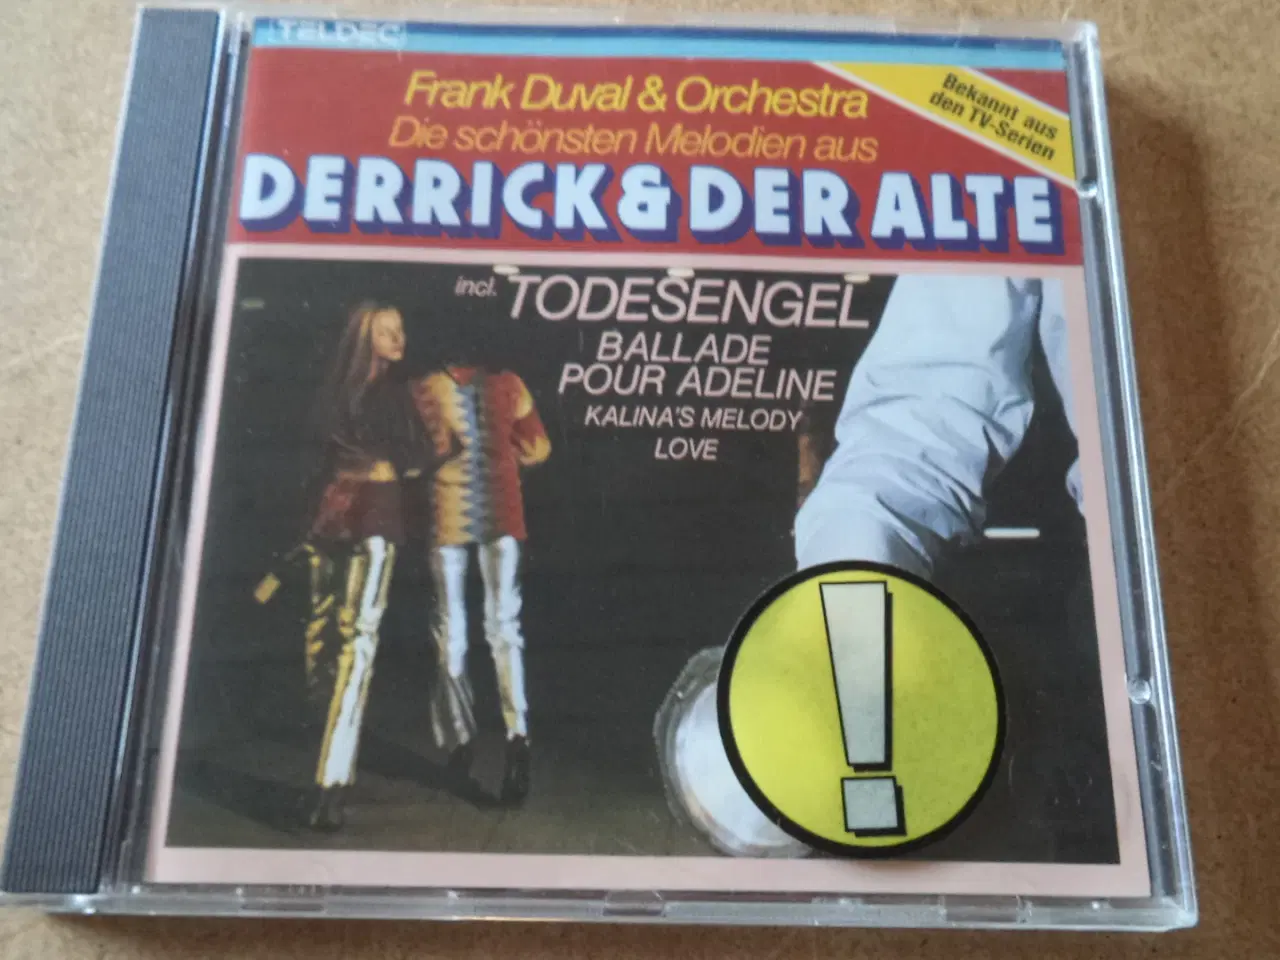 TELDEC
Frank Duval & Orchestra
Die schönsten Melodien aus
DERRICK & DER ALTE
Bekannt aus
den TV-Serien
incl. TODESENGEL
BALLADE
POUR ADELINE
KALINA'S MELODY
LOVE
!